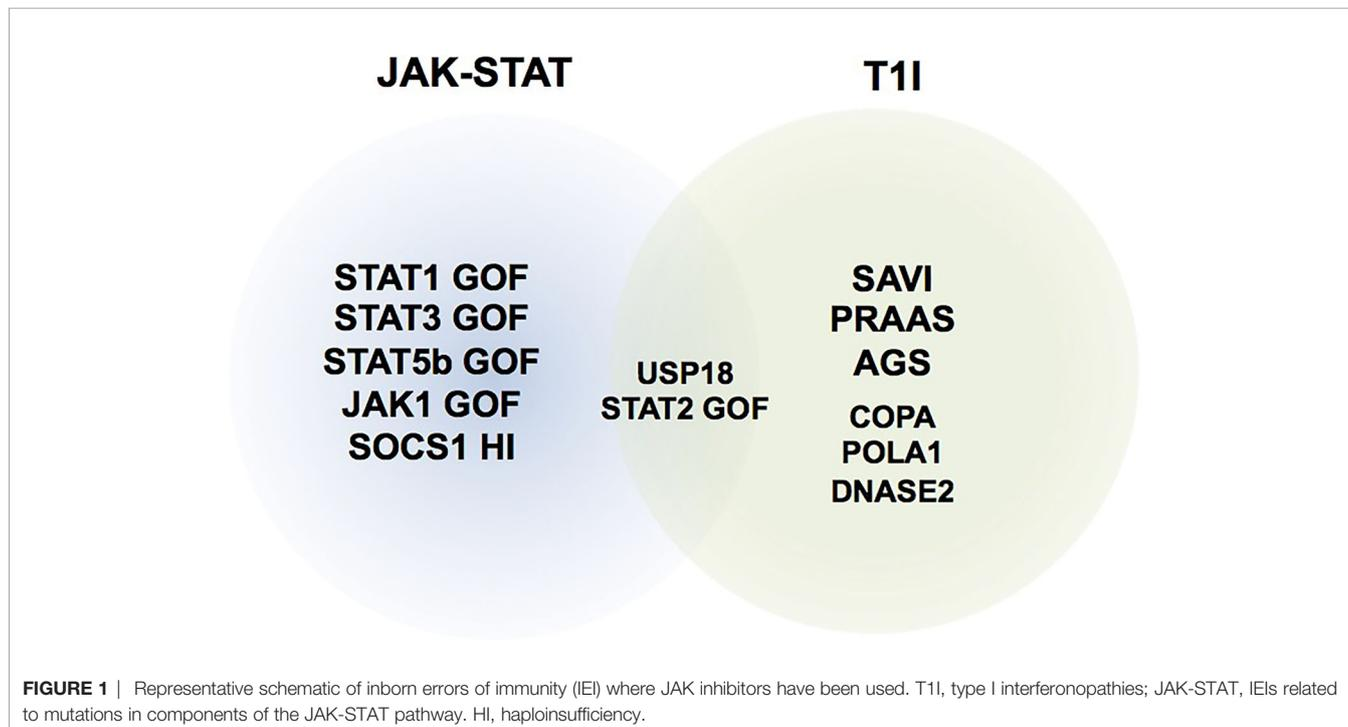 JAK-STAT
T1I
STAT1 GOF
STAT3 GOF
STAT5b GOF
JAK1 GOF
SOCS1 HI
USP18
STAT2 GOF
SAVI
PRAAS
AGS
COPA
POLA1
DNASE2
FIGURE 1 | Representative schematic of inborn errors of immunity (IEI) where JAK inhibitors have been used. T1I, type I interferonopathies; JAK-STAT, IEIs related
to mutations in components of the JAK-STAT pathway. HI, haploinsufficiency.